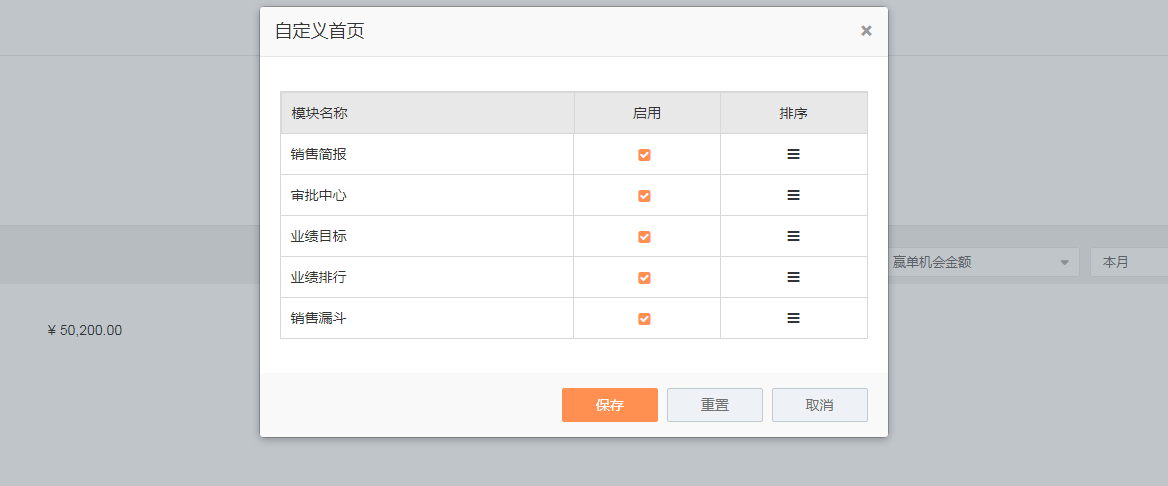 自定义首页 ×
模块名称 启用 排序
销售简报
审批中心
业绩目标
业绩排行
销售漏斗
赢单机会金额 本月
¥ 50,200.00
保存 重置 取消